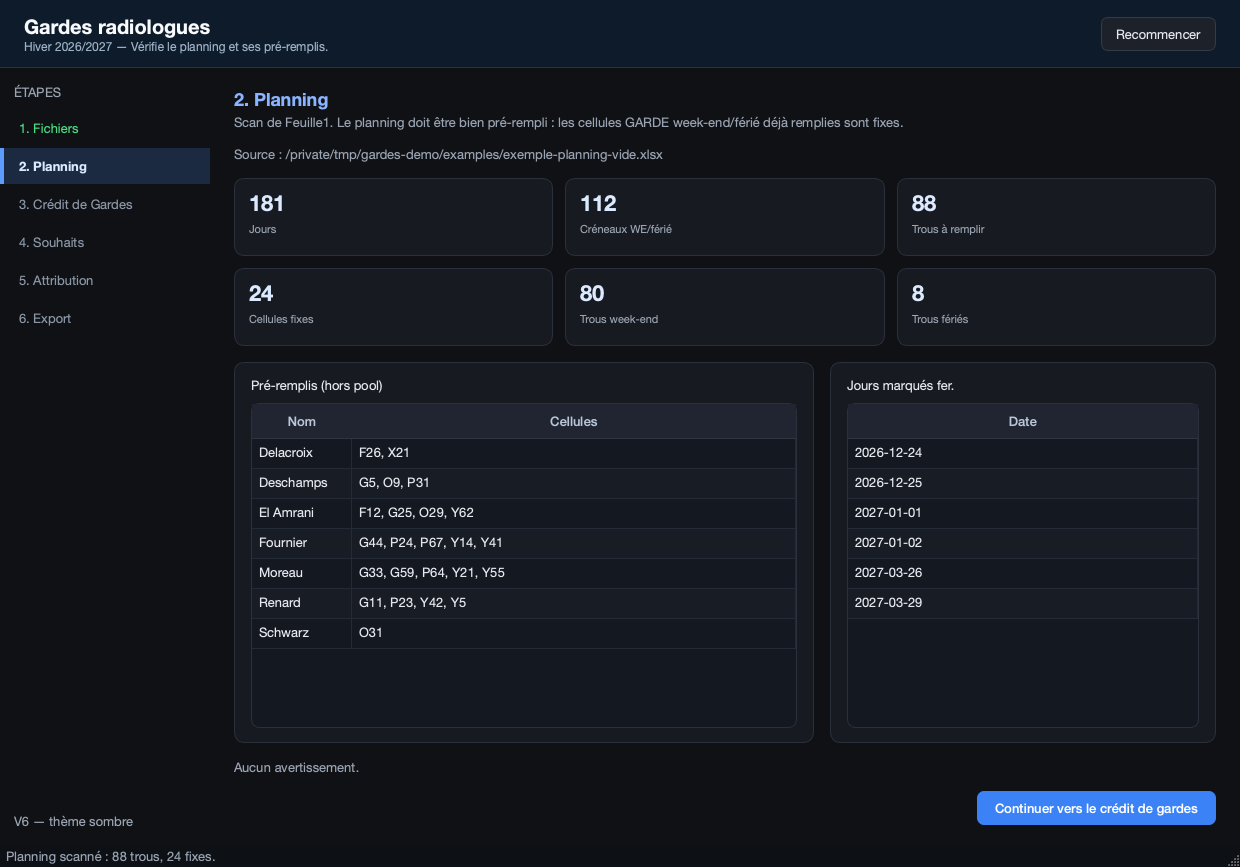 Gardes radiologues
Hiver 2026/2027 — Vérifie le planning et ses pré-remplis.
Recommencer
ÉTAPES
1. Fichiers
2. Planning
3. Crédit de Gardes
4. Souhaits
5. Attribution
6. Export
2. Planning
Scan de Feuille1. Le planning doit être bien pré-rempli : les cellules GARDE week-end/férié déjà remplies sont fixes.
Source : /private/tmp/gardes-demo/examples/exemple-planning-vide.xlsx
181
Jours
112
Créneaux WE/férié
88
Trous à remplir
24
Cellules fixes
80
Trous week-end
8
Trous fériés
Pré-remplis (hors pool)
Nom Cellules
Delacroix F26, X21
Deschamps G5, O9, P31
El Amrani F12, G25, O29, Y62
Fournier G44, P24, P67, Y14, Y41
Moreau G33, G59, P64, Y21, Y55
Renard G11, P23, Y42, Y5
Schwarz O31
Jours marqués fer.
Date
2026-12-24
2026-12-25
2027-01-01
2027-01-02
2027-03-26
2027-03-29
Aucun avertissement.
Continuer vers le crédit de gardes
V6 — thème sombre
Planning scanné : 88 trous, 24 fixes.